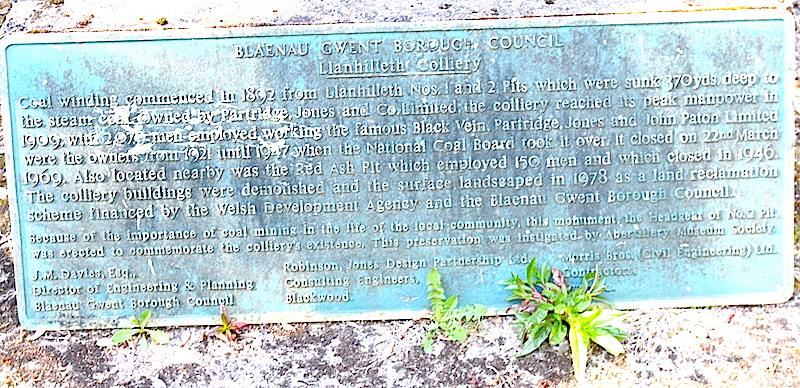 BLAENAU GWENT BOROUGH COUNCIL
Llanhilleth Colliery
Coal winding commenced in 1892 from Llanhilleth Nos. 1 and 2 Pits which were sunk 370yds. deep to
the steam coal. Owned by Partridge, Jones and Co. Limited, the colliery reached its peak manpower in
1909, with 2,078 men employed working the famous Black Vein. Partridge, Jones and John Paton Limited
were the owners from 1921 until 1947 when the National Coal Board took it over. It closed on 22nd March
1969. Also located nearby was the Red Ash Pit which employed 150 men and which closed in 1946.
The colliery buildings were demolished and the surface landscaped in 1978 as a land reclamation
scheme financed by the Welsh Development Agency and the Blaenau Gwent Borough Council.
Because of the importance of coal mining in the life of the local community, this monument, the Headgear of No.2 Pit
was erected to commemorate the colliery's existence. This preservation was instigated by Abertillery Museum Society.
J.M. Davies, Esq.,
Director of Engineering & Planning
Blaenau Gwent Borough Council
Robinson, Jones Design Partnership Ltd
Consulting Engineers,
Blackwood.
Morris Bros. (Civil Engineering) Ltd.
Contractors.